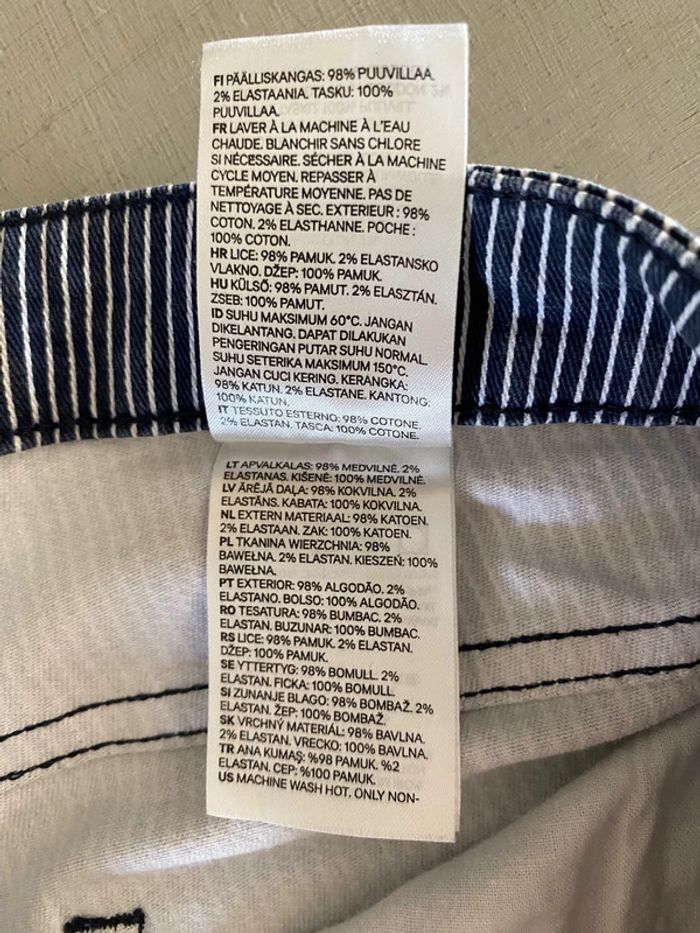 FI PÄÄLLISKANGAS: 98% PUUVILLAA.
2% ELASTAANIA. TASKU: 100%
PUUVILLAA.
FR LAVER À LA MACHINE À L'EAU
CHAUDE. BLANCHIR SANS CHLORE
SI NÉCESSAIRE. SÉCHER À LA MACHINE
CYCLE MOYEN. REPASSER À
TEMPÉRATURE MOYENNE. PAS DE
NETTOYAGE À SEC. EXTERIEUR : 98%
COTON. 2% ELASTHANNE. POCHE :
100% COTON.
HR LICE: 98% PAMUK. 2% ELASTANSKO
VLAKNO. DŽEP: 100% PAMUK.
HU KÜLSŐ: 98% PAMUT. 2% ELASZTÁN.
ZSEB: 100% PAMUT.
ID SUHU MAKSIMUM 60°C. JANGAN
DIKELANTANG. DAPAT DILAKUKAN
PENGERINGAN PUTAR SUHU NORMAL.
SUHU SETERIKA MAKSIMUM 150°C.
JANGAN CUCI KERING. KERANGKA:
98% KATUN. 2% ELASTANE. KANTONG:
100% KATUN.
IT TESSUTO ESTERNO: 98% COTONE.
2% ELASTAN. TASCA: 100% COTONE.
LT APVALKALAS: 98% MEDVILNĖ. 2%
ELASTANAS. KIŠENĖ: 100% MEDVILNĖ.
LV ĀRĒJĀ DAĻA: 98% KOKVILNA. 2%
ELASTĀNS. KABATA: 100% KOKVILNA.
NL EXTERN MATERIAAL: 98% KATOEN.
2% ELASTAAN. ZAK: 100% KATOEN.
PL TKANINA WIERZCHNIA: 98%
BAWEŁNA. 2% ELASTAN. KIESZEŃ: 100%
BAWEŁNA.
PT EXTERIOR: 98% ALGODÃO. 2%
ELASTANO. BOLSO: 100% ALGODÃO.
RO TESATURA: 98% BUMBAC. 2%
ELASTAN. BUZUNAR: 100% BUMBAC.
RS LICE: 98% PAMUK. 2% ELASTAN.
DŽEP: 100% PAMUK.
SE YTTERTYG: 98% BOMULL. 2%
ELASTAN. FICKA: 100% BOMULL.
SI ZUNANJE BLAGO: 98% BOMBAŽ. 2%
ELASTAN. ŽEP: 100% BOMBAŽ.
SK VRCHNÝ MATERIÁL: 98% BAVLNA.
2% ELASTAN. VRECKO: 100% BAVLNA.
TR ANA KUMAŞ: %98 PAMUK. %2
ELASTAN. CEP: %100 PAMUK.
US MACHINE WASH HOT. ONLY NON-